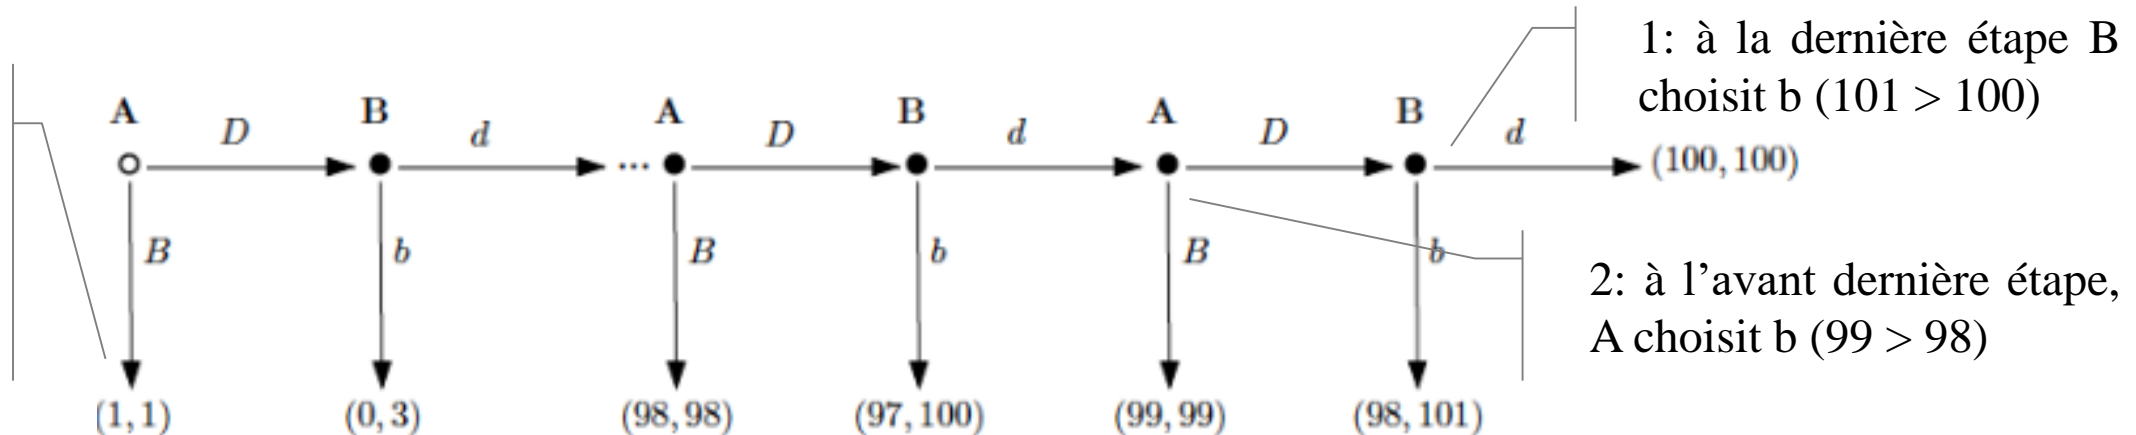 1: à la dernière étape B
choisit b (101 > 100)
A B A B A B
D d D d D d
... (100, 100)
B b B b B b
2: à l’avant dernière étape,
A choisit b (99 > 98)
(1, 1) (0, 3) (98, 98) (97, 100) (99, 99) (98, 101)